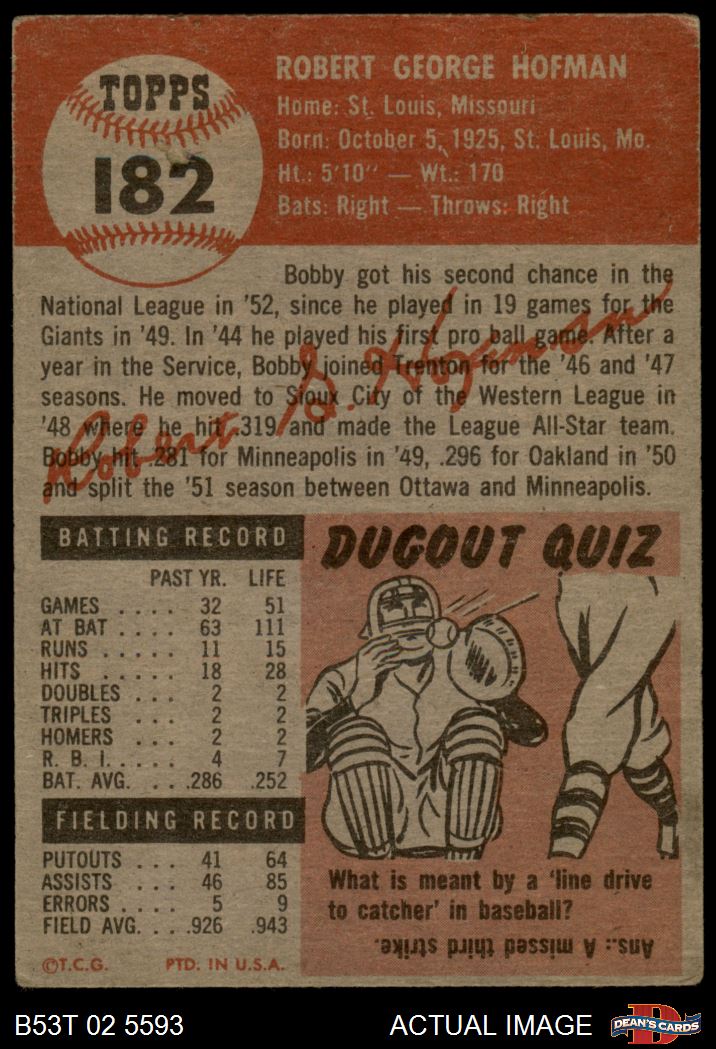 TOPPS
182
ROBERT GEORGE HOFMAN
Home: St. Louis, Missouri
Born: October 5, 1925, St. Louis, Mo.
Ht.: 5'10" — Wt.: 170
Bats: Right — Throws: Right
Bobby got his second chance in the
National League in '52, since he played in 19 games for the
Giants in '49. In '44 he played his first pro ball game. After a
year in the Service, Bobby joined Trenton for the '46 and '47
seasons. He moved to Sioux City of the Western League in
'48 where he hit .319 and made the League All-Star team.
Bobby hit .281 for Minneapolis in '49, .296 for Oakland in '50
and split the '51 season between Ottawa and Minneapolis.
Robert G. Hofman
BATTING RECORD
PAST YR. LIFE
GAMES .... 32 51
AT BAT .... 63 111
RUNS ..... 11 15
HITS ..... 18 28
DOUBLES ... 2 2
TRIPLES ... 2 2
HOMERS ... 2 2
R. B. I. .... 4 7
BAT. AVG. ... .286 .252
FIELDING RECORD
PUTOUTS ... 41 64
ASSISTS ... 46 85
ERRORS .... 5 9
FIELD AVG. .. .926 .943
©T.C.G. PTD. IN U.S.A.
DUGOUT QUIZ
What is meant by a 'line drive
to catcher' in baseball?
Ans.: A missed third strike.
B53T 02 5593
ACTUAL IMAGE
DEAN'S CARDS